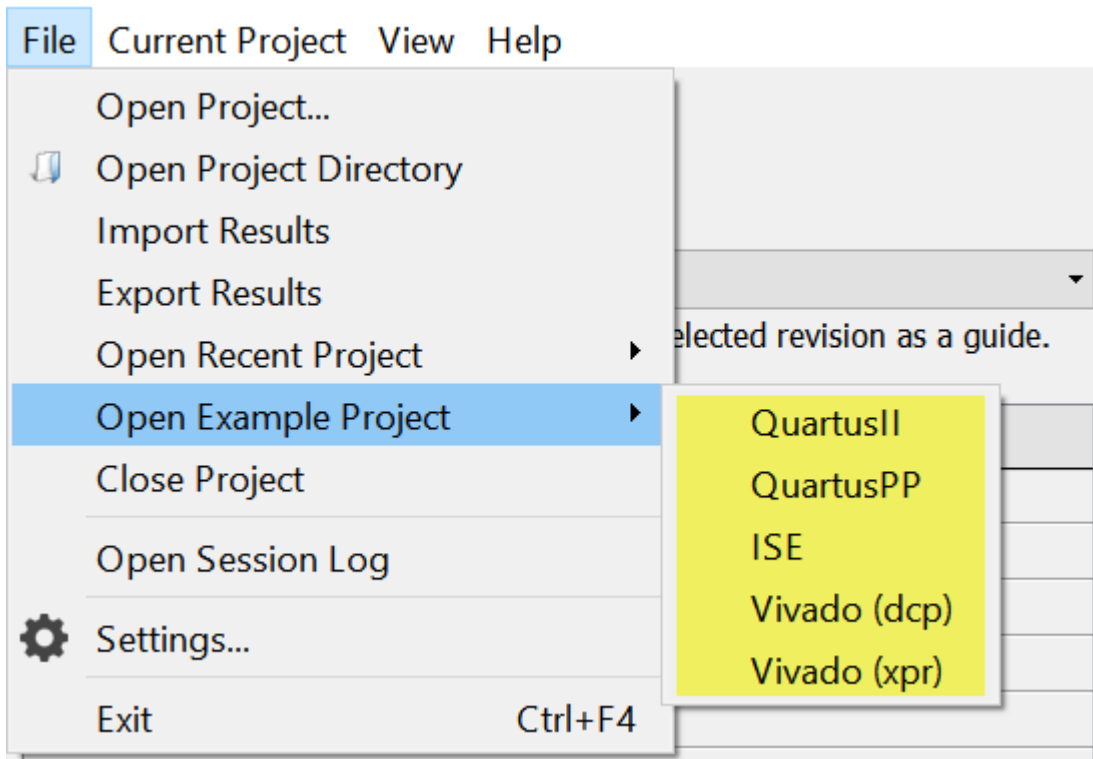 File Current Project View Help
Open Project...
Open Project Directory
Import Results
Export Results
Open Recent Project
elected revision as a guide.
Open Example Project
QuartusII
QuartusPP
ISE
Vivado (dcp)
Vivado (xpr)
Close Project
Open Session Log
Settings...
Exit Ctrl+F4